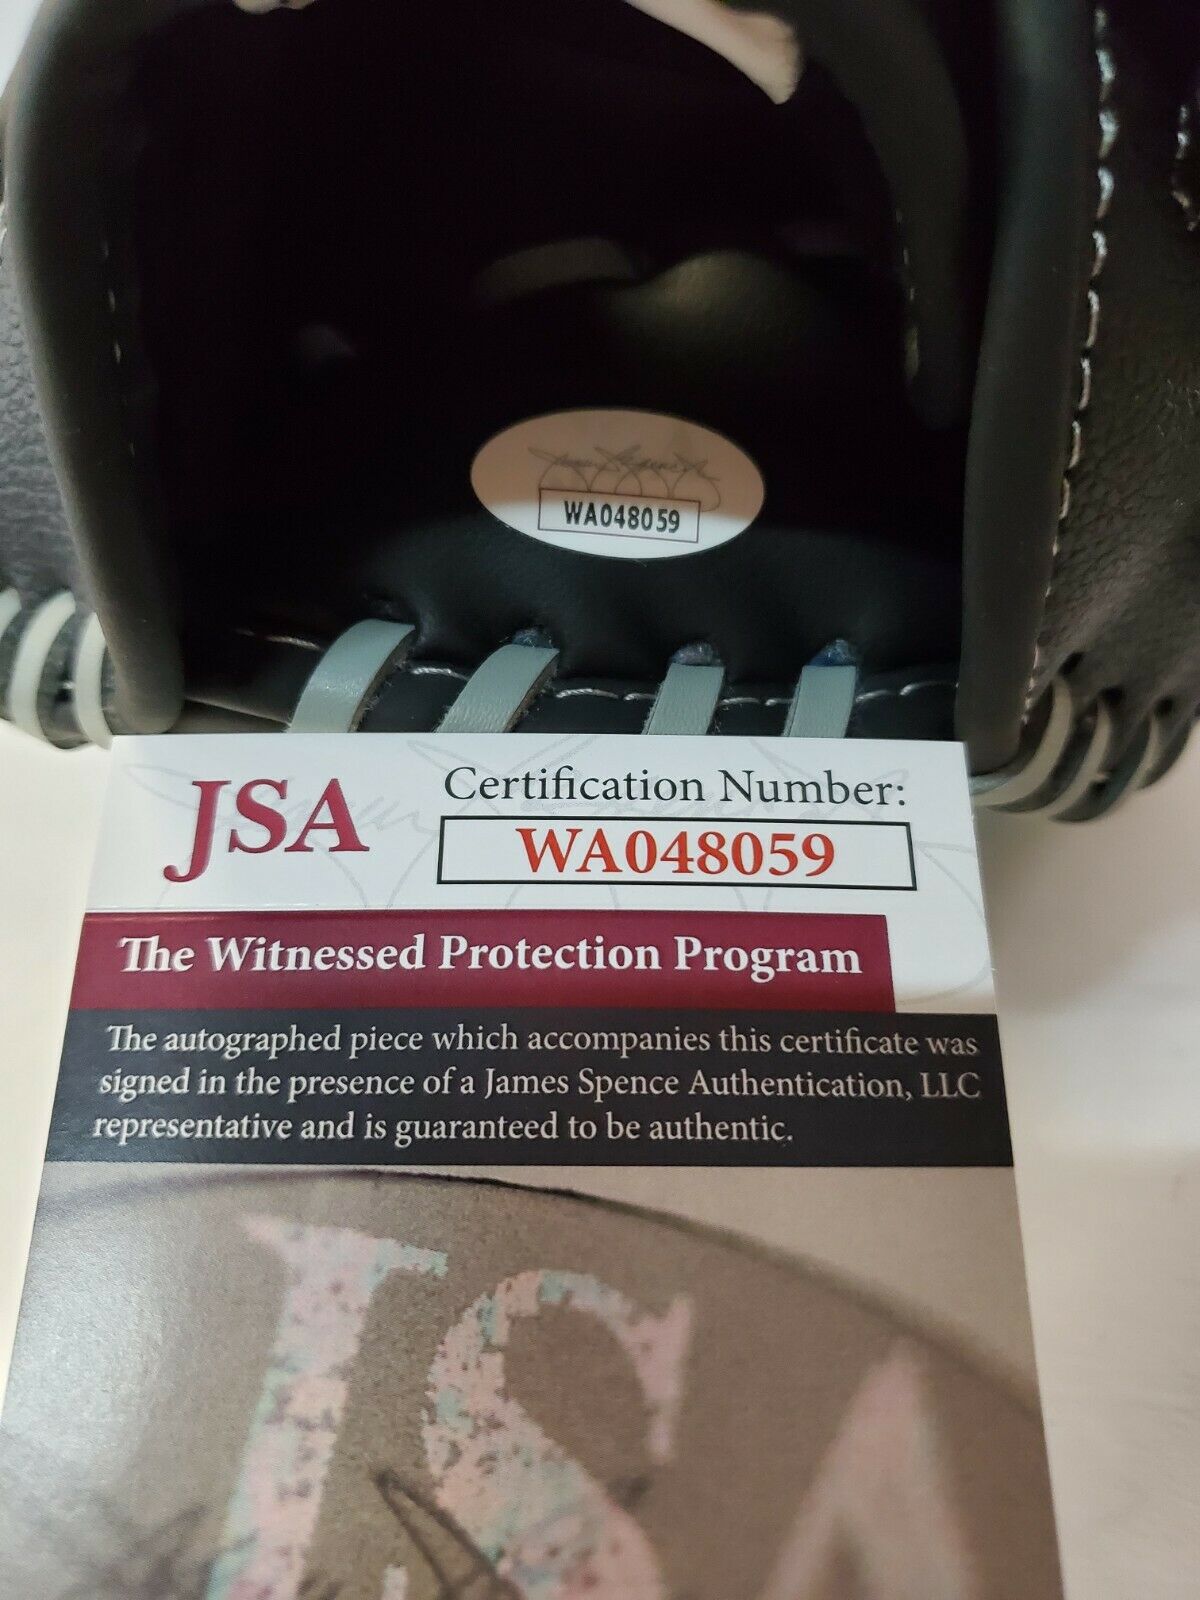 WA048059
JSA
Certification Number:
WA048059
The Witnessed Protection Program
The autographed piece which accompanies this certificate was
signed in the presence of a James Spence Authentication, LLC
representative and is guaranteed to be authentic.
JSA